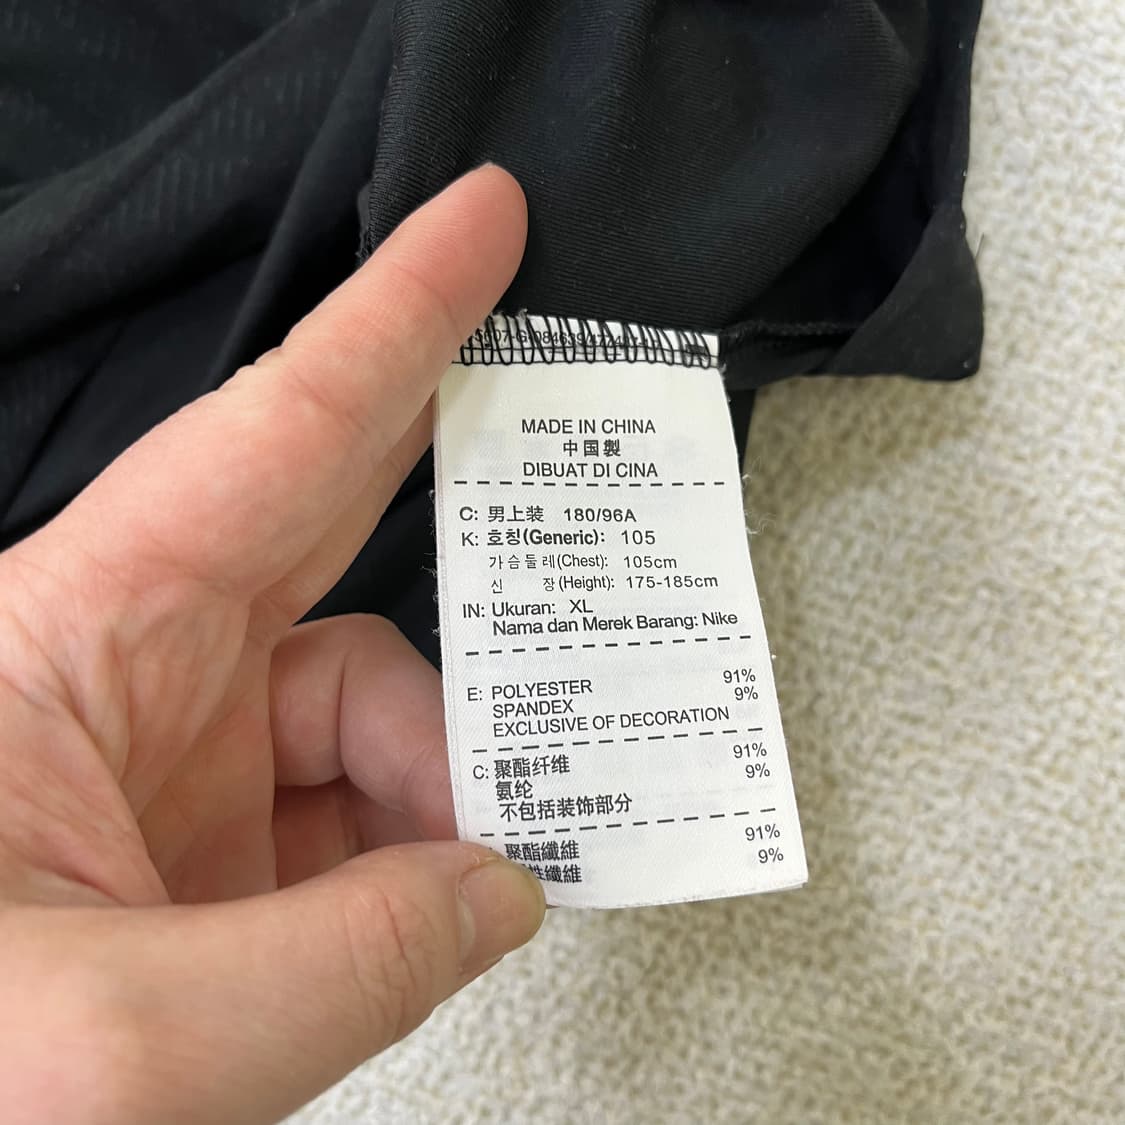 MADE IN CHINA
中国製
DIBUAT DI CINA
C: 男上装 180/96A
K: 호칭(Generic): 105
가슴둘레(Chest): 105cm
신 장(Height): 175-185cm
IN: Ukuran: XL
Nama dan Merek Barang: Nike
E: POLYESTER 91%
SPANDEX 9%
EXCLUSIVE OF DECORATION
C: 聚酯纤维 91%
氨纶 9%
不包括装饰部分
聚酯纖維 91%
性纖維 9%